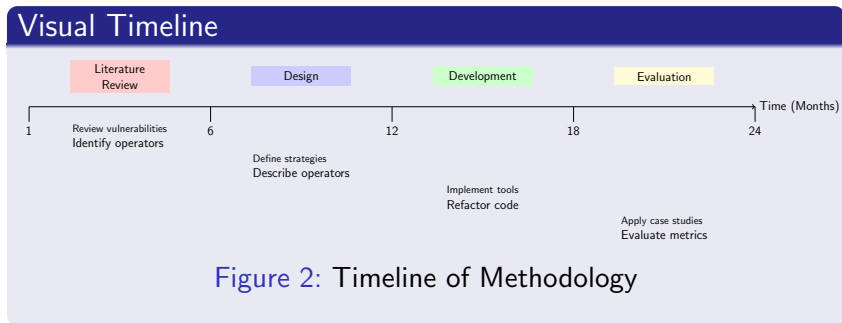 Visual Timeline
Literature
Review
Design
Development
Evaluation
Time (Months)
1
6
12
18
24
Review vulnerabilities
Identify operators
Define strategies
Describe operators
Implement tools
Refactor code
Apply case studies
Evaluate metrics
Figure 2: Timeline of Methodology